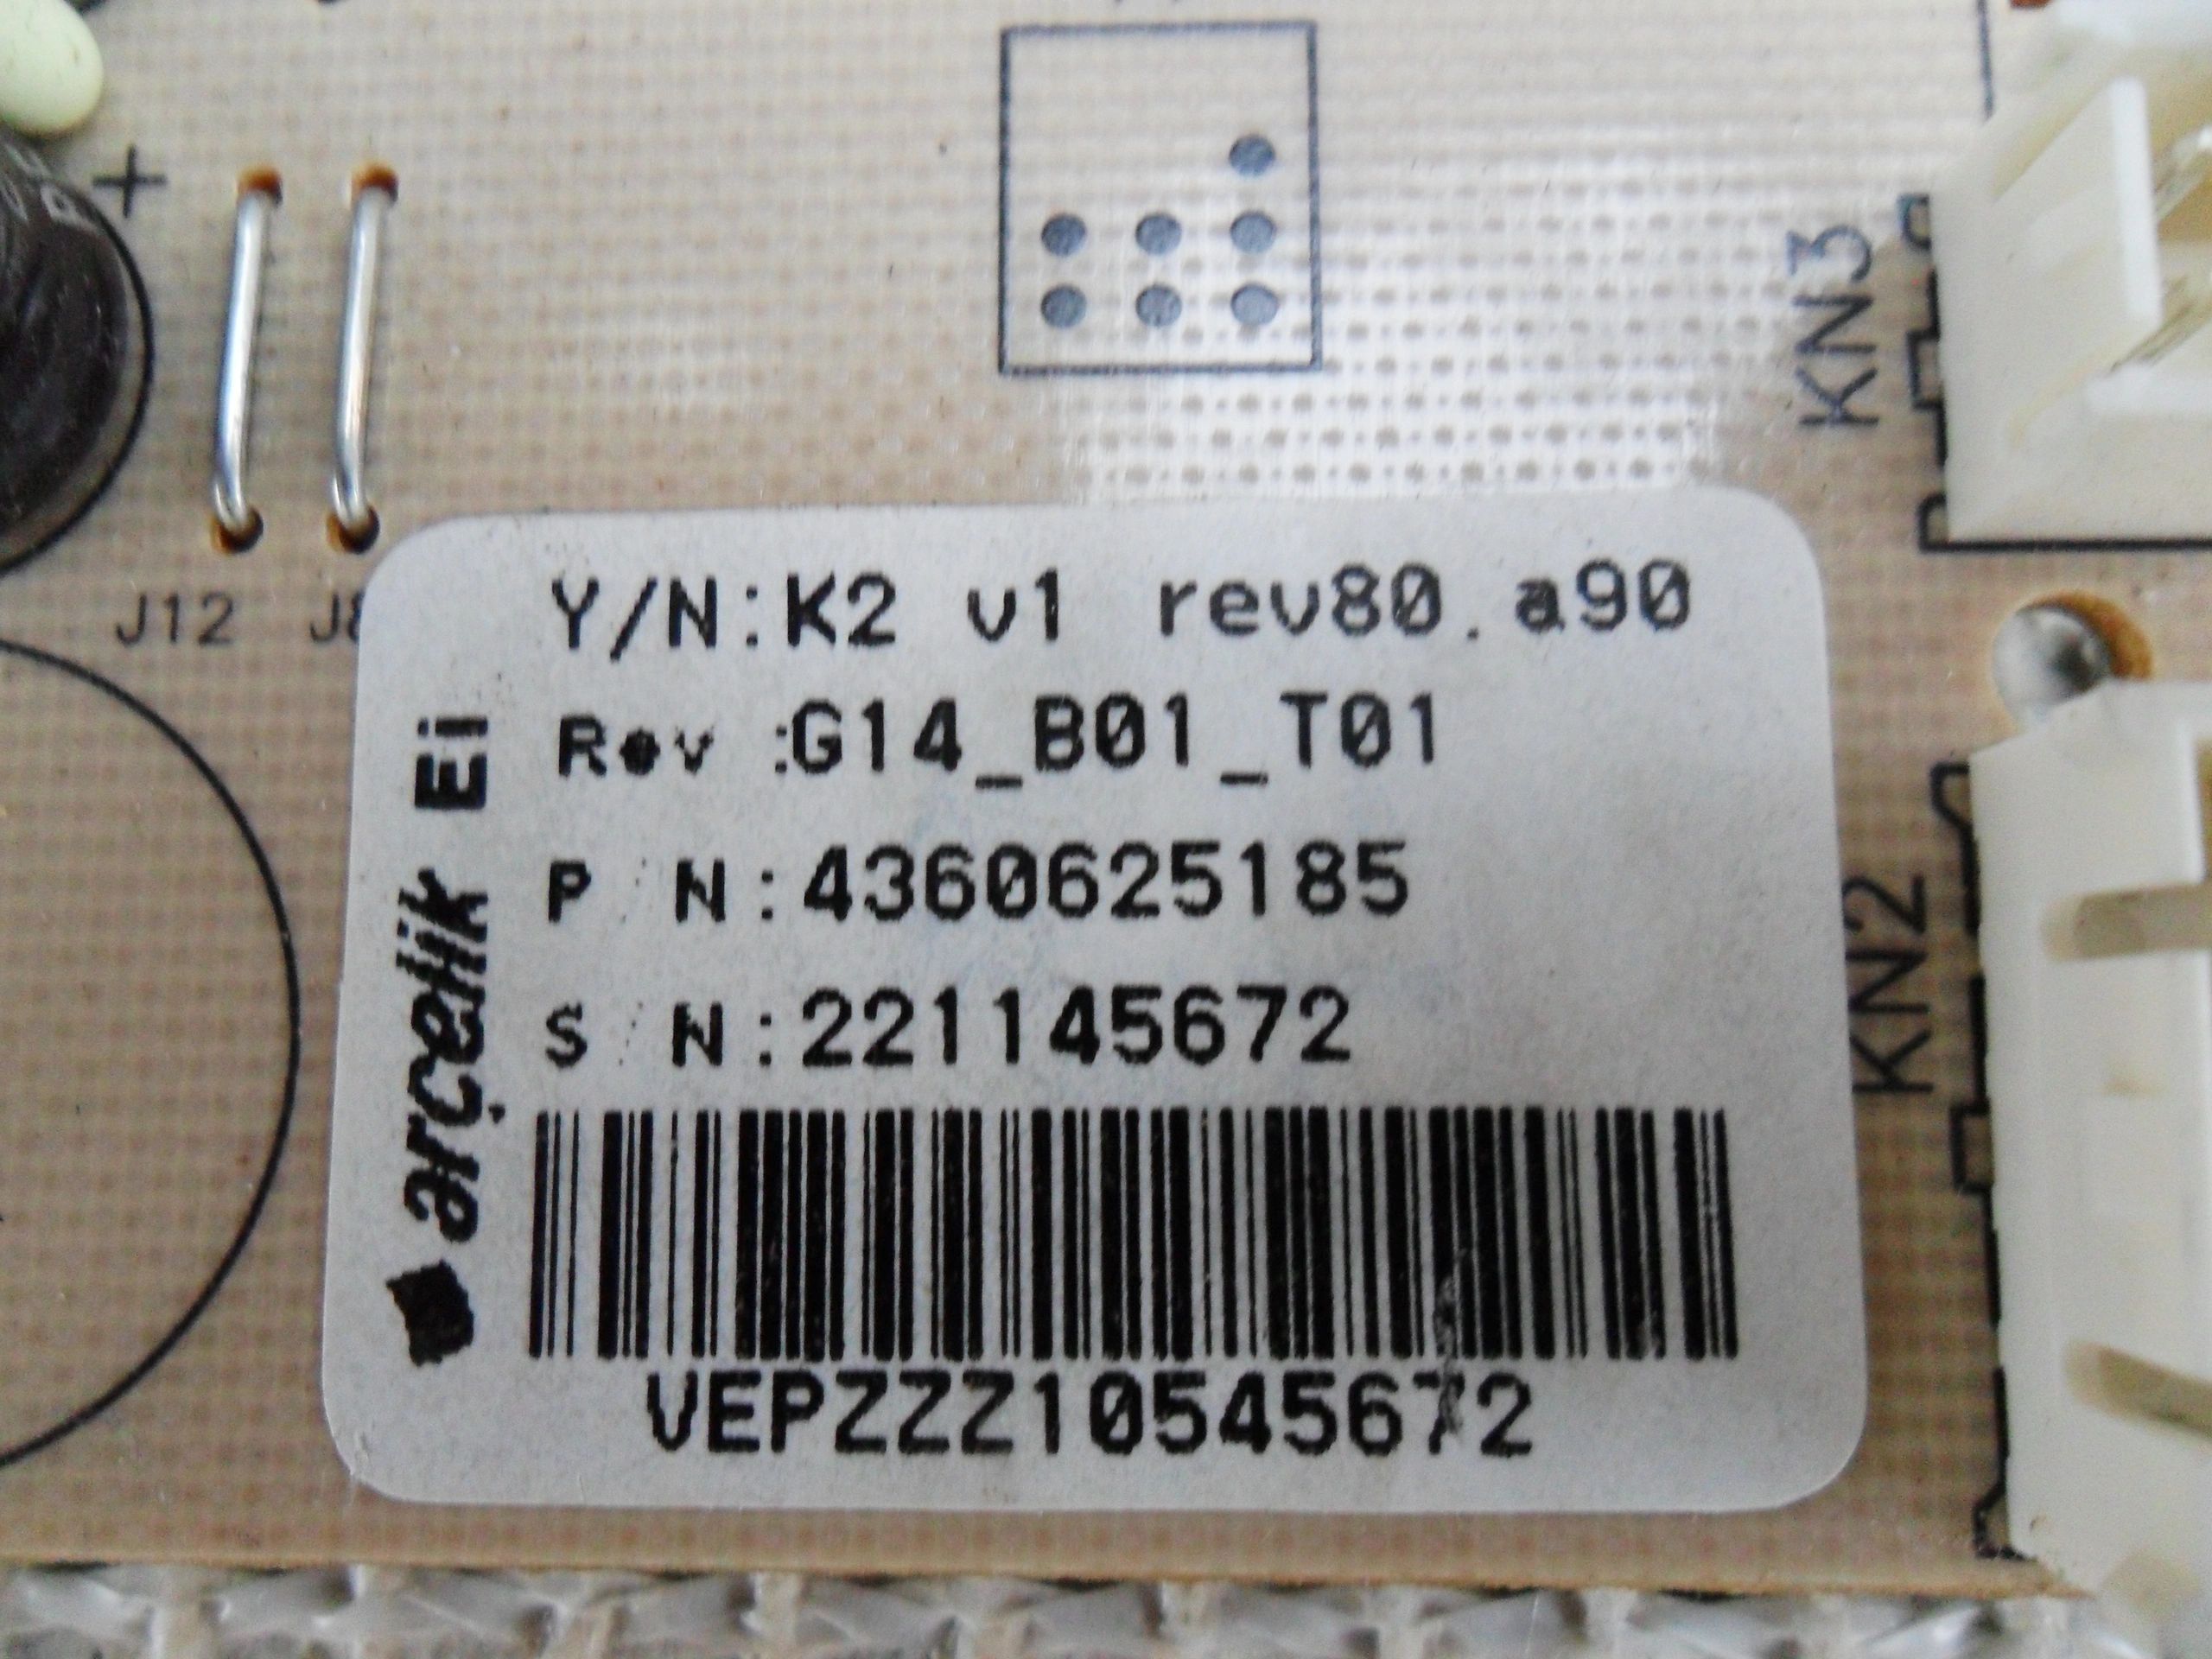 +
J12
KN3
Y/N:K2 v1 rev80.a90
Rev :G14_B01_T01
P N:4360625185
S N:221145672
arçelik Ei
VEPZZZ10545672
KN2